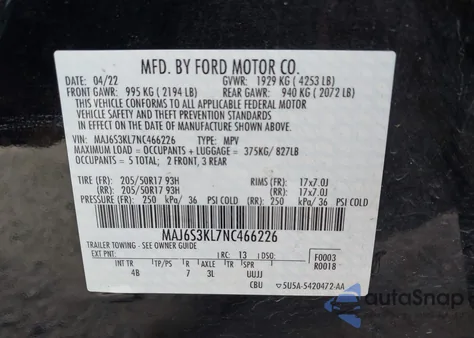 MFD. BY FORD MOTOR CO.
DATE: 04/22 GVWR: 1929 KG ( 4253 LB)
FRONT GAWR: 995 KG ( 2194 LB) REAR GAWR: 940 KG ( 2072 LB)
THIS VEHICLE CONFORMS TO ALL APPLICABLE FEDERAL MOTOR
VEHICLE SAFETY AND THEFT PREVENTION STANDARDS IN
EFFECT ON THE DATE OF MANUFACTURE SHOWN ABOVE.
VIN: MAJ6S3KL7NC466226 TYPE: MPV
MAXIMUM LOAD = OCCUPANTS + LUGGAGE = 375KG/ 827LB
OCCUPANTS = 5 TOTAL; 2 FRONT, 3 REAR
TIRE (FR): 205/50R17 93H RIMS (FR): 17x7.0J
(RR): 205/50R17 93H (RR): 17x7.0J
PRESSURE (FR): 250 kPa/ 36 PSI COLD (RR): 250 kPa/ 36 PSI COLD
MAJ6S3KL7NC466226
TRAILER TOWING - SEE OWNER GUIDE
EXT PNT: RC: 13 DSO: F0003
R0018
INT TR TP/PS R AXLE TR SPR
4B 7 3L UUJJ
CBU 5U5A-5420472-AA
autoSnap